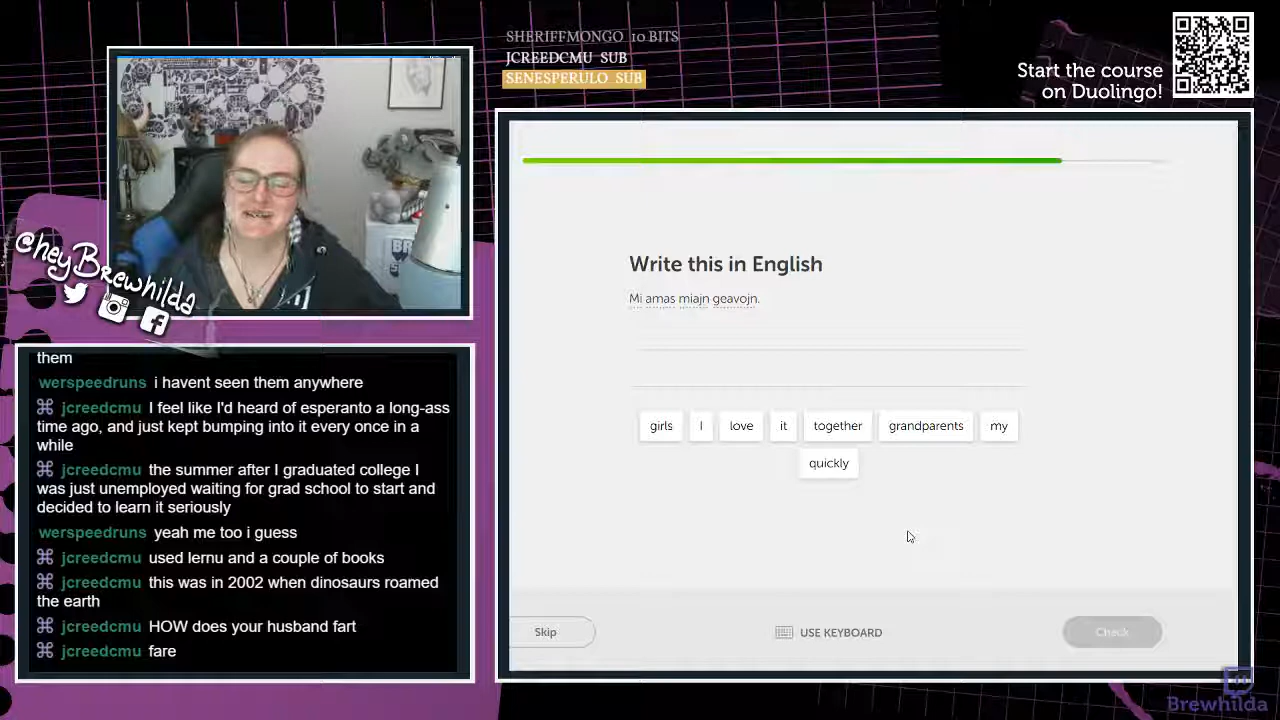 SHERIFFMONGO 10 BITS
JCREEDCMU SUB
SENESPERULO SUB
Start the course
on Duolingo!
@heyBrewhilda
them
werspeedruns i havent seen them anywhere
jcreedcmu I feel like I'd heard of esperanto a long-ass
time ago, and just kept bumping into it every once in a
while
jcreedcmu the summer after I graduated college I
was just unemployed waiting for grad school to start and
decided to learn it seriously
werspeedruns yeah me too i guess
jcreedcmu used lernu and a couple of books
jcreedcmu this was in 2002 when dinosaurs roamed
the earth
jcreedcmu HOW does your husband fart
jcreedcmu fare
Write this in English
Mi amas miajn geavojn.
girls I love it together grandparents my
quickly
Skip
USE KEYBOARD
Check
Brewhilda